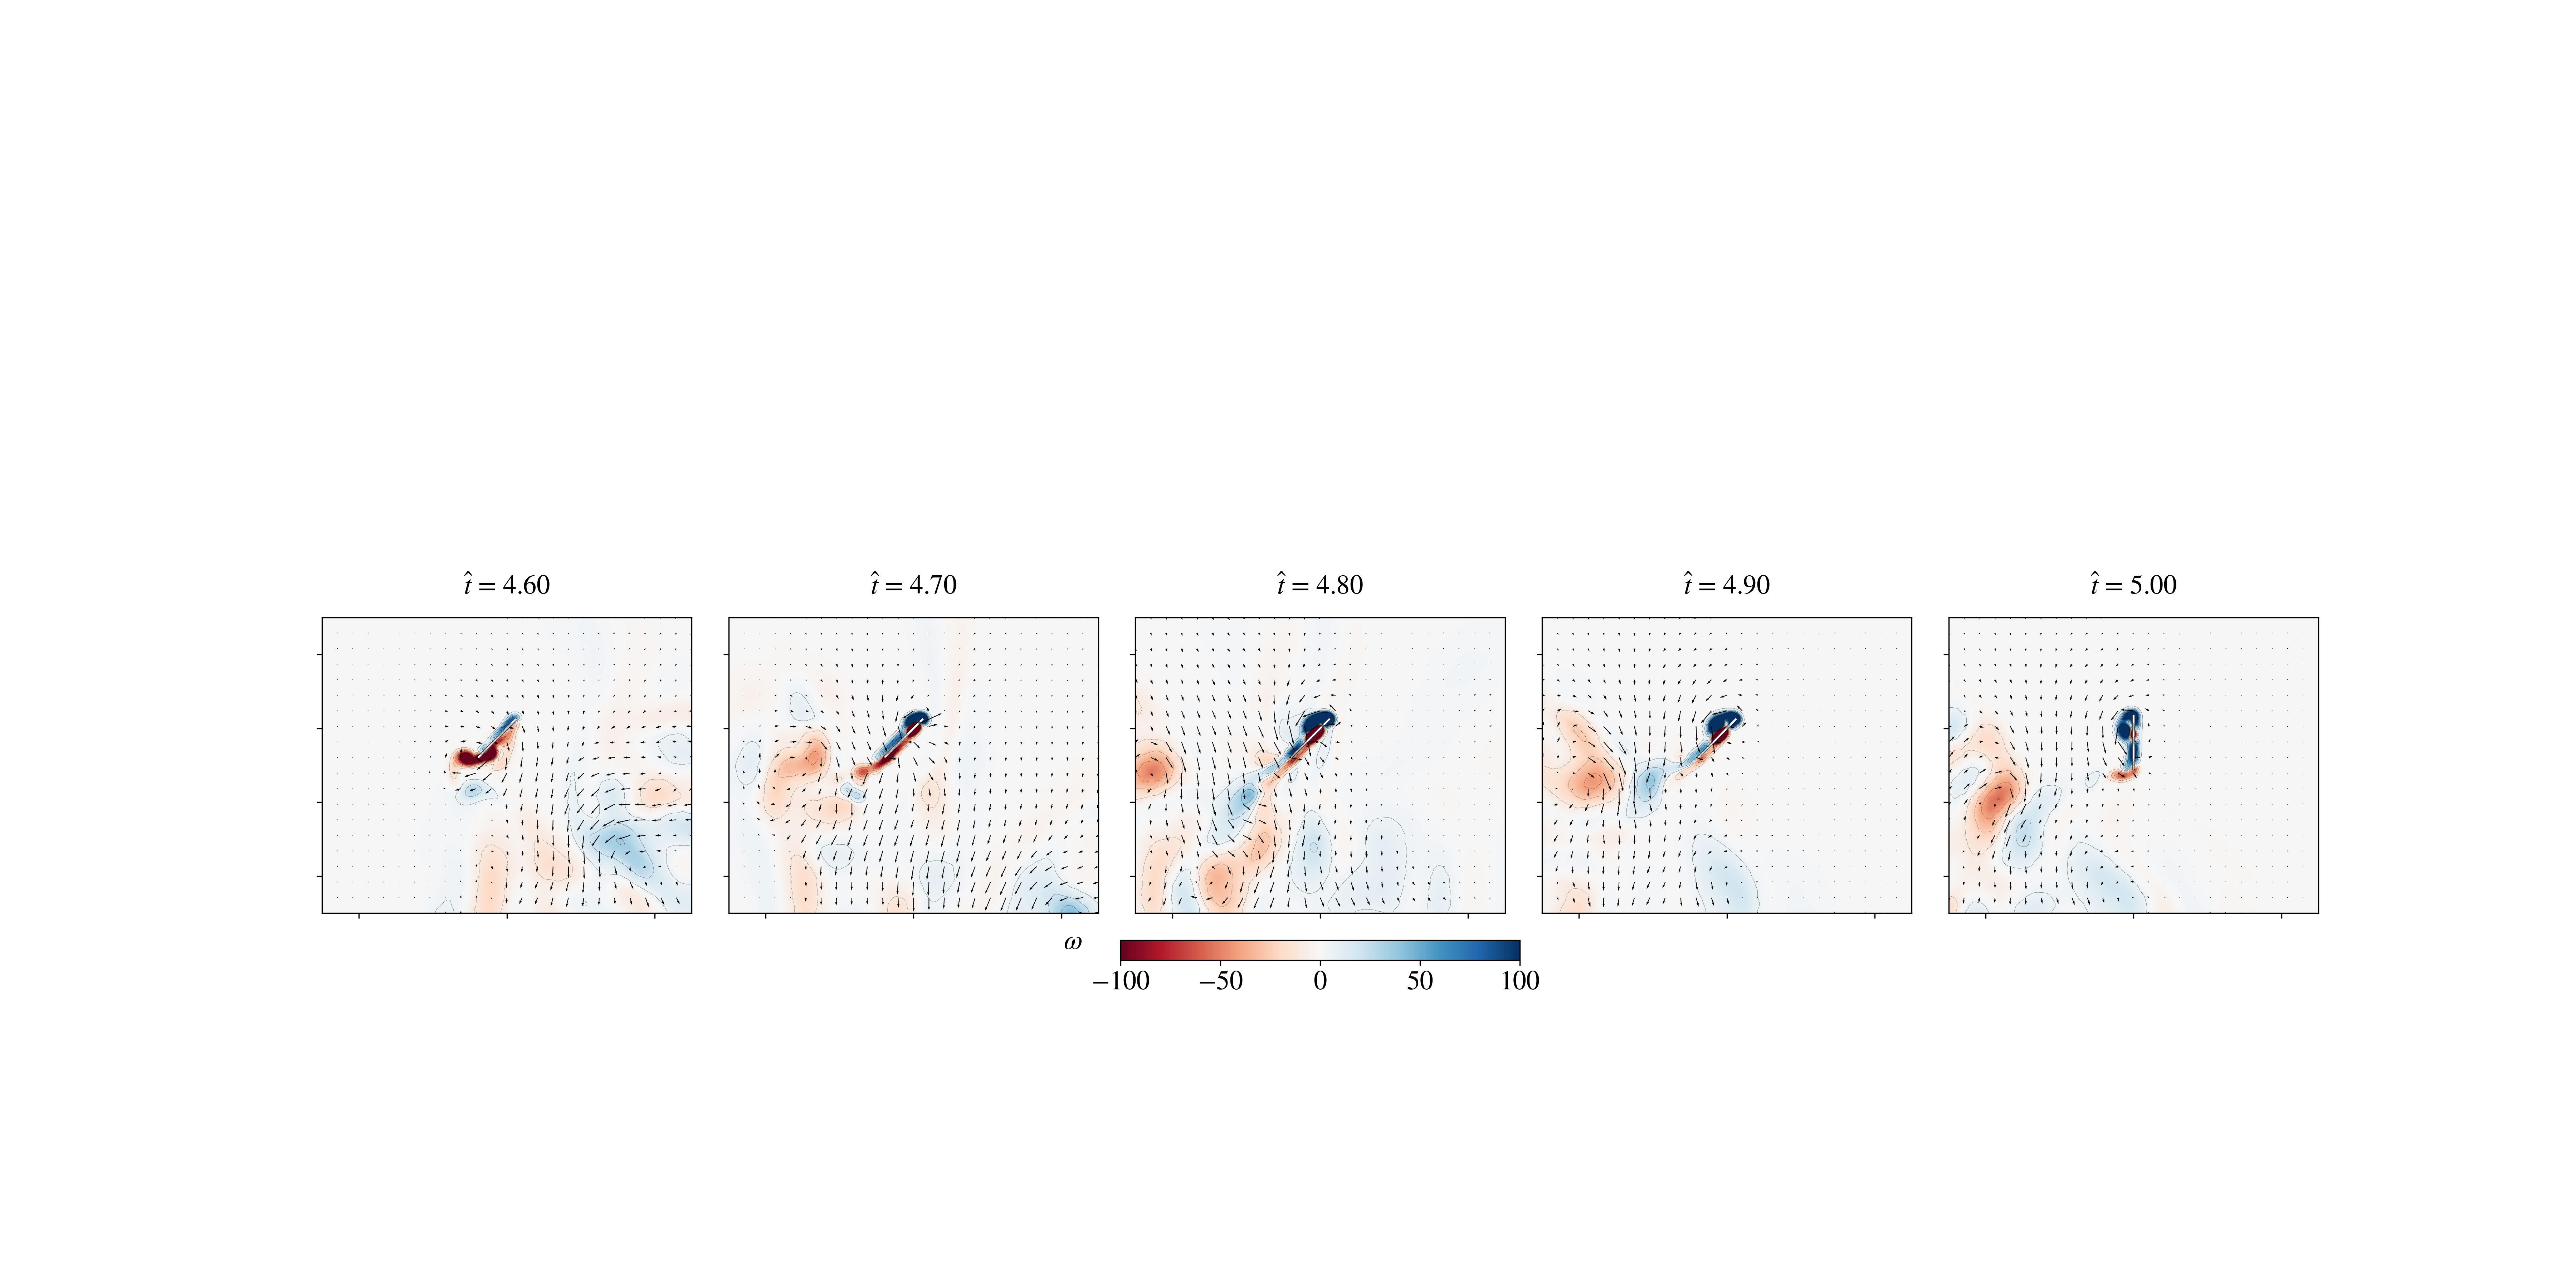 t̂ = 4.60 t̂ = 4.70 t̂ = 4.80 t̂ = 4.90 t̂ = 5.00
ω
−100 −50 0 50 100